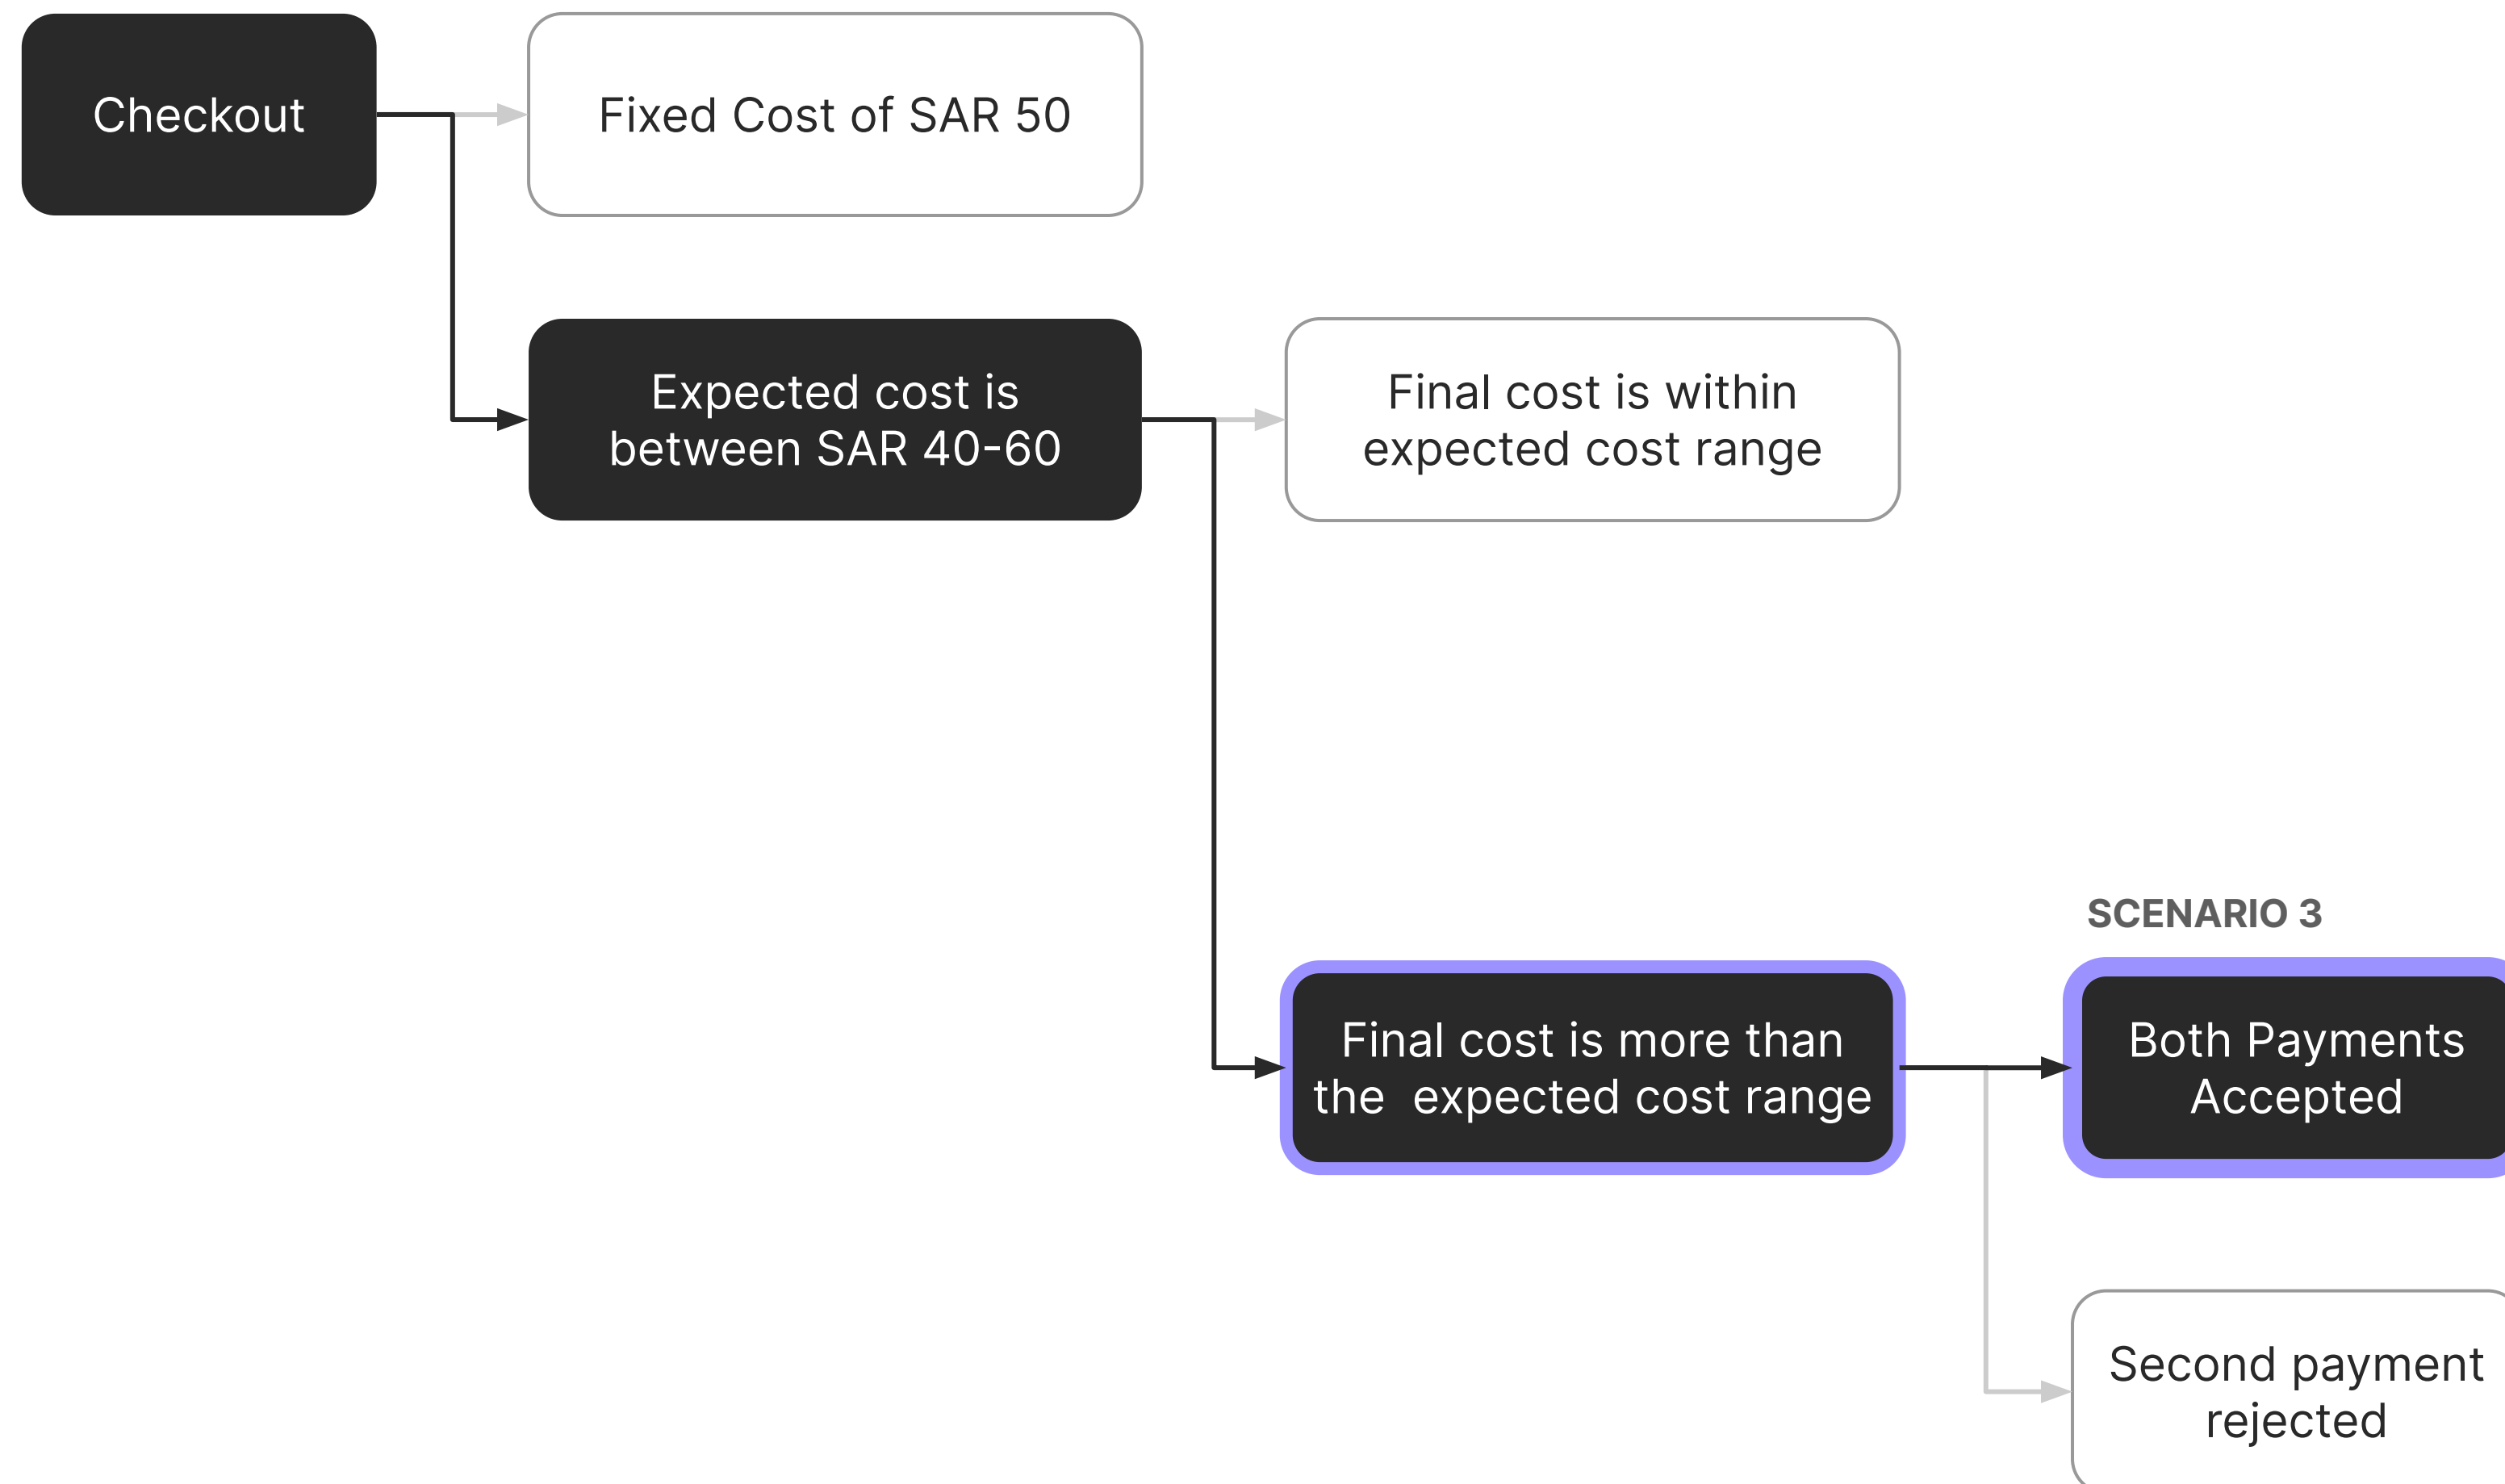 Checkout
Fixed Cost of SAR 50
Expected cost is
between SAR 40-60
Final cost is within
expected cost range
SCENARIO 3
Final cost is more than
the  expected cost range
Both Payments
Accepted
Second payment
rejected